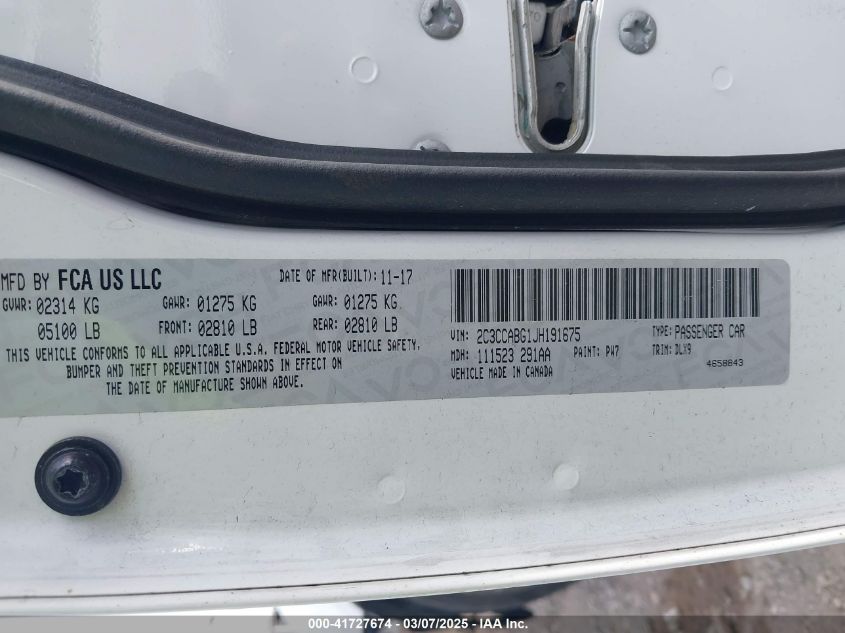 MFD BY FCA US LLC DATE OF MFR(BUILT): 11-17
GVWR: 02314 KG GAWR: 01275 KG GAWR: 01275 KG
05100 LB FRONT: 02810 LB REAR: 02810 LB
THIS VEHICLE CONFORMS TO ALL APPLICABLE U.S.A. FEDERAL MOTOR VEHICLE SAFETY,
BUMPER AND THEFT PREVENTION STANDARDS IN EFFECT ON
THE DATE OF MANUFACTURE SHOWN ABOVE.
VIN: 2C3CCABG1JH191675 TYPE: PASSENGER CAR
MDH: 111523 291AA PAINT: PW7 TRIM: DLX9
VEHICLE MADE IN CANADA 4658843
000-41727674 — 03/07/2025 — IAA Inc.